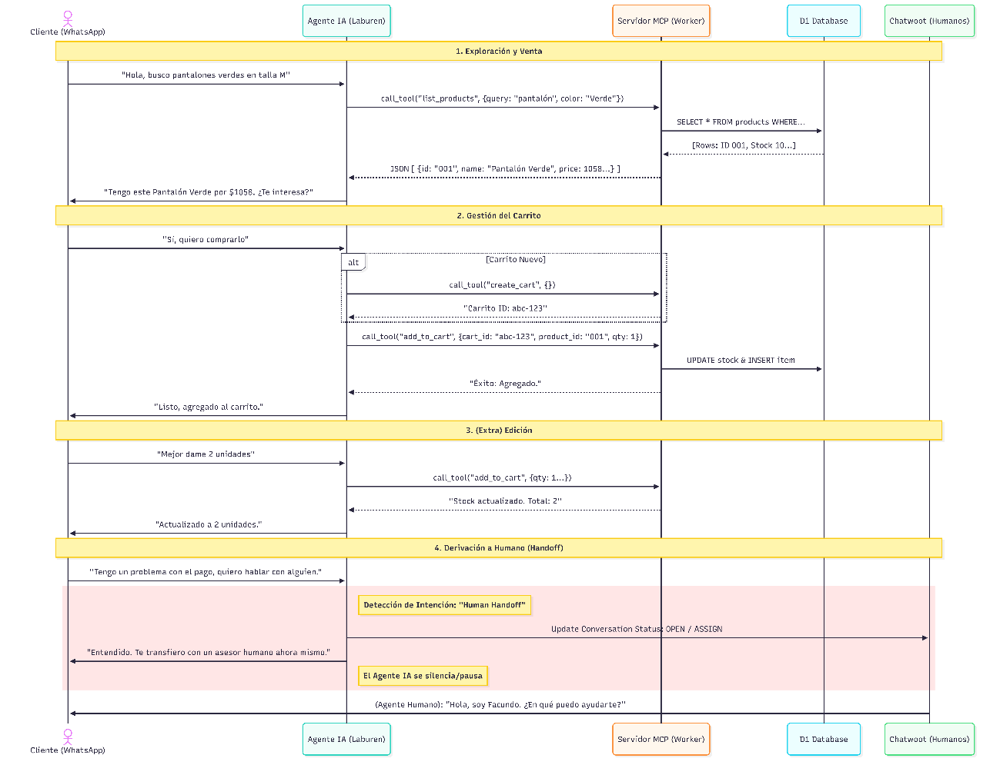 Cliente (WhatsApp)
Agente IA (Laburen)
Servidor MCP (Worker)
D1 Database
Chatwoot (Humanos)
1. Exploración y Venta
"Hola, busco pantalones verdes en talla M"
call_tool("list_products", {query: "pantalón", color: "Verde"})
SELECT * FROM products WHERE...
[Rows: ID 001, Stock 10...]
JSON [ {id: "001", name: "Pantalón Verde", price: 1058...} ]
"Tengo este Pantalón Verde por $1058. ¿Te interesa?"
2. Gestión del Carrito
"Sí, quiero comprarlo"
alt
[Carrito Nuevo]
call_tool("create_cart", {})
"Carrito ID: abc-123"
call_tool("add_to_cart", {cart_id: "abc-123", product_id: "001", qty: 1})
UPDATE stock & INSERT item
"Éxito: Agregado."
"Listo, agregado al carrito."
3. (Extra) Edición
"Mejor dame 2 unidades"
call_tool("add_to_cart", {qty: 1...})
"Stock actualizado. Total: 2"
"Actualizado a 2 unidades."
4. Derivación a Humano (Handoff)
"Tengo un problema con el pago, quiero hablar con alguien."
Detección de Intención: "Human Handoff"
Update Conversation Status: OPEN / ASSIGN
"Entendido. Te transfiero con un asesor humano ahora mismo."
El Agente IA se silencia/pausa
(Agente Humano): "Hola, soy Facundo. ¿En qué puedo ayudarte?"
Cliente (WhatsApp)
Agente IA (Laburen)
Servidor MCP (Worker)
D1 Database
Chatwoot (Humanos)